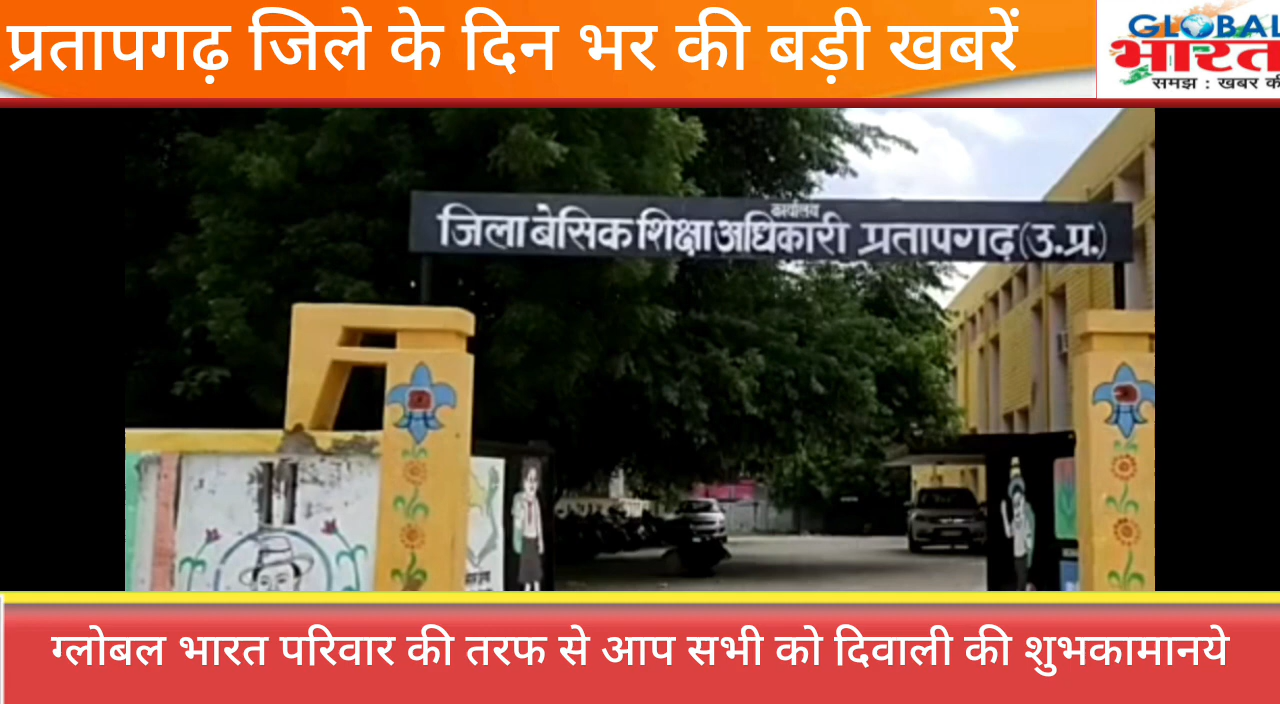 प्रतापगढ़ जिले के दिन भर की बड़ी खबरें
GLOBAL
भारत
समझ : खबर की
कार्यालय
जिला बेसिक शिक्षा अधिकारी प्रतापगढ़ (उ.प्र.)
ग्लोबल भारत परिवार की तरफ से आप सभी को दिवाली की शुभकामानये